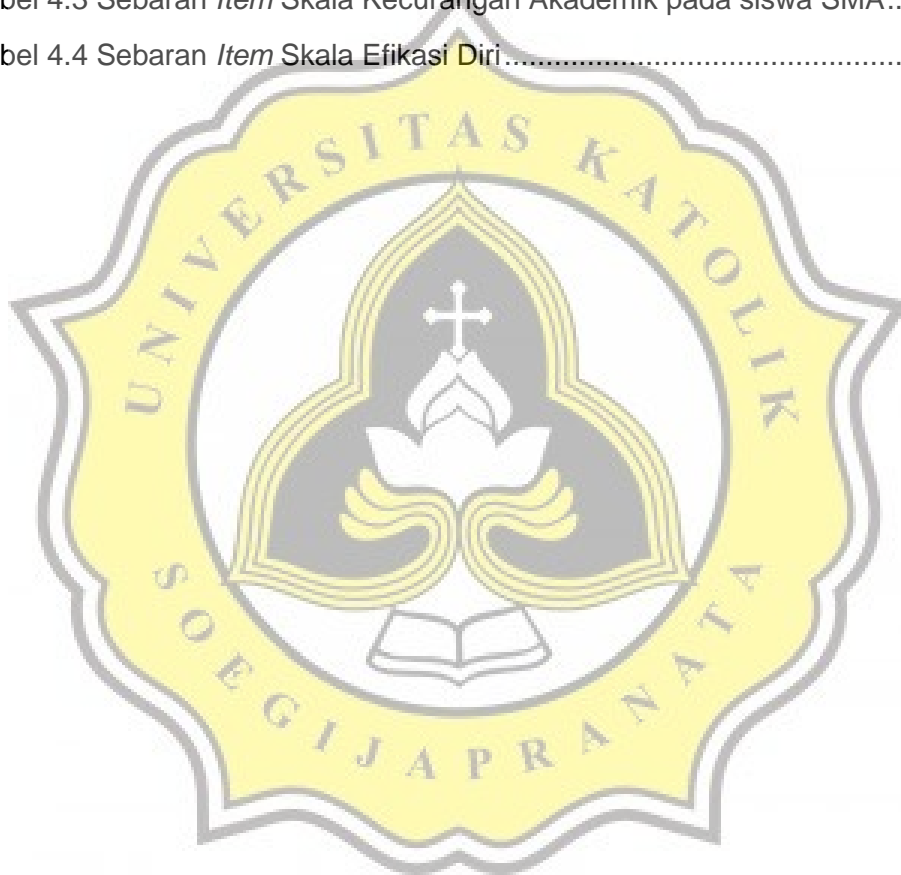 bel 4.3 Sebaran Item Skala Kecurangan Akademik pada siswa SMA..
bel 4.4 Sebaran Item Skala Efikasi Diri................................................
UNIVERSITAS KATOLIK
SOEGIJAPRANATA